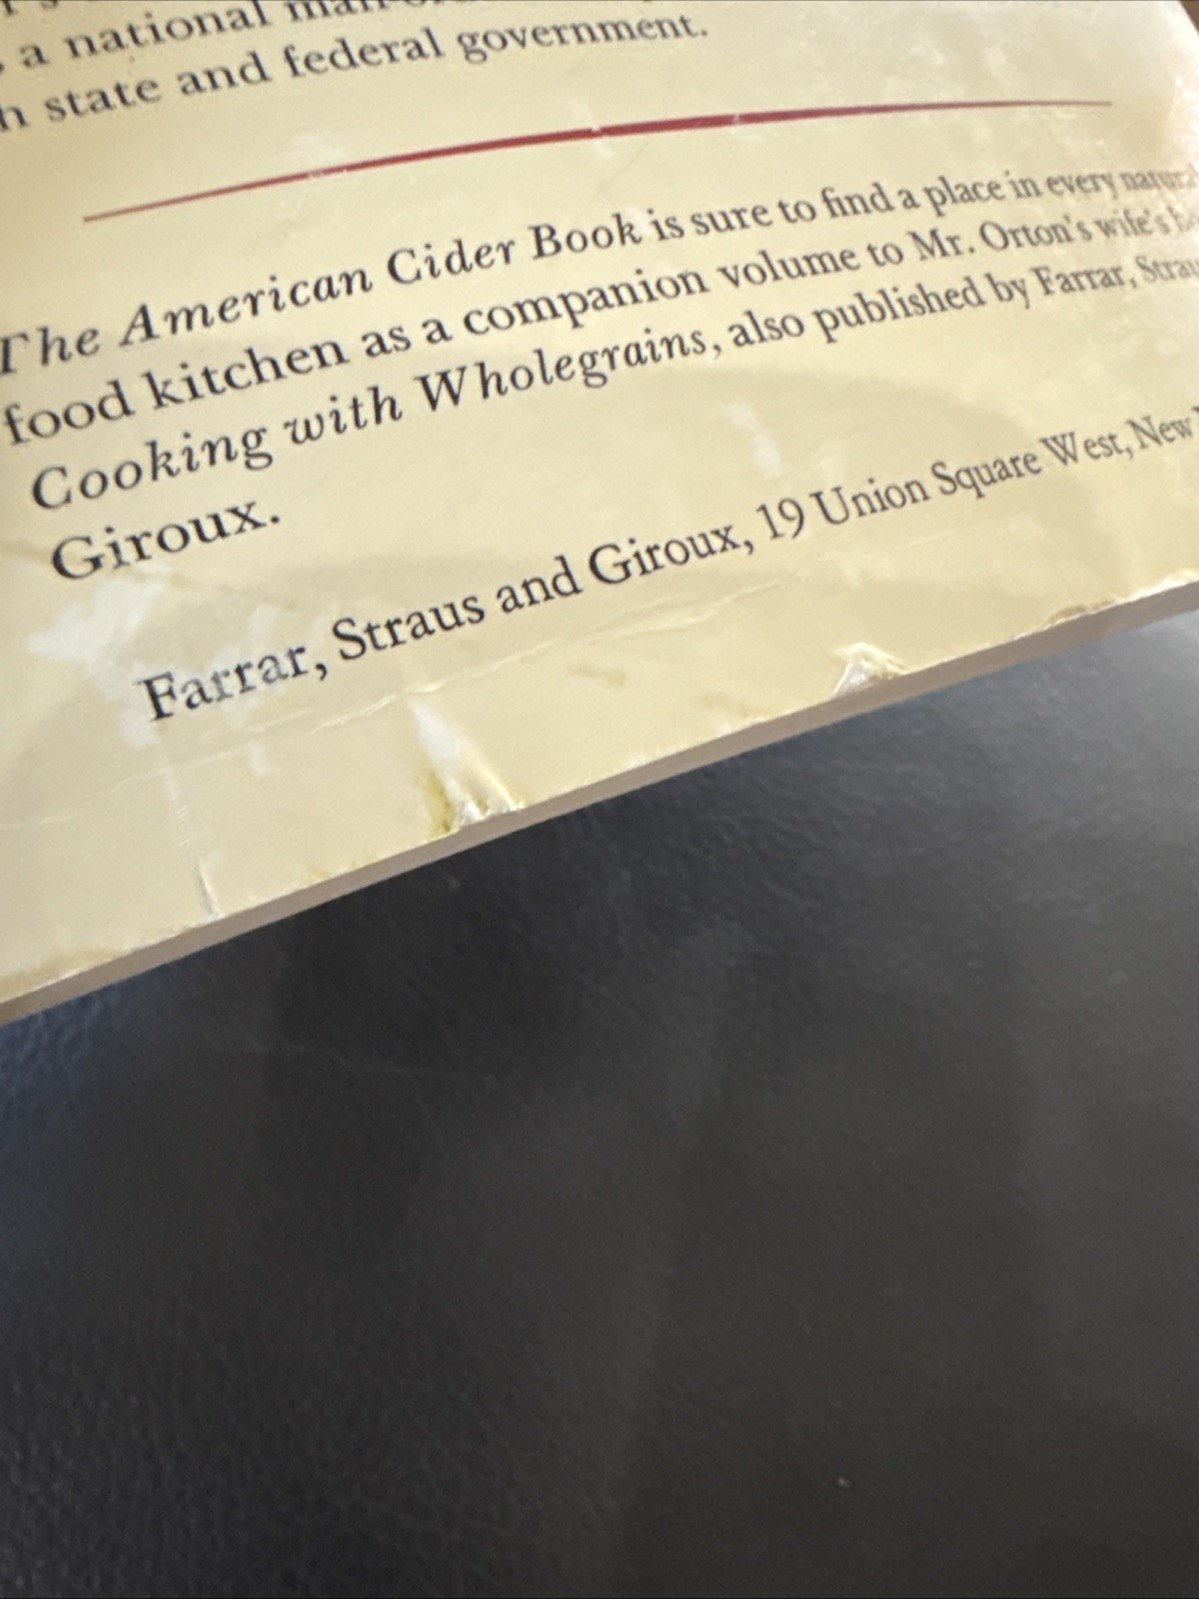 , a national
h state and federal government.
The American Cider Book is sure to find a place in every natural
food kitchen as a companion volume to Mr. Orton's wife's
Cooking with Wholegrains, also published by Farrar, Straus
Giroux.
Farrar, Straus and Giroux, 19 Union Square West, New